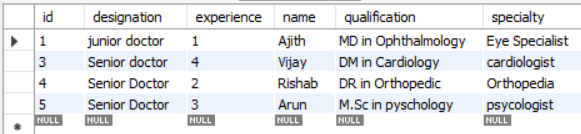 id designation experience name qualification specialty
1 junior doctor 1 Ajith MD in Ophthalmology Eye Specialist
3 Senior doctor 4 Vijay DM in Cardiology cardiologist
4 Senior Doctor 2 Rishab DR in Orthopedic Orthopedia
5 Senior Doctor 3 Arun M.Sc in pyschology psycologist
NULL NULL NULL NULL NULL NULL